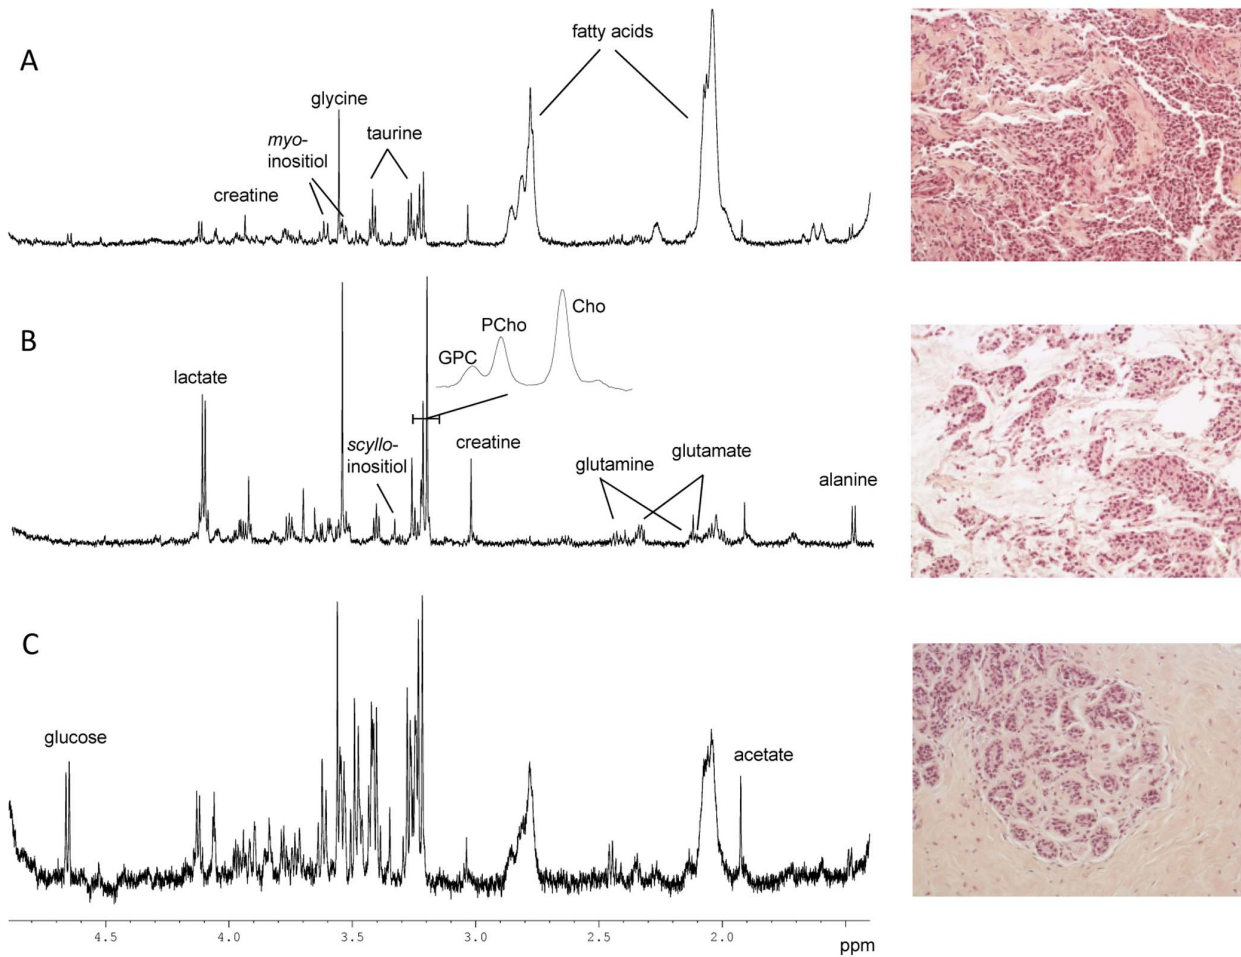 A
fatty acids
glycine
myo-
inositiol
taurine
creatine
B
Cho
PCho
GPC
lactate
scyllo-
inositiol
creatine
glutamine
glutamate
alanine
C
glucose
acetate
4.5
4.0
3.5
3.0
2.5
2.0
ppm